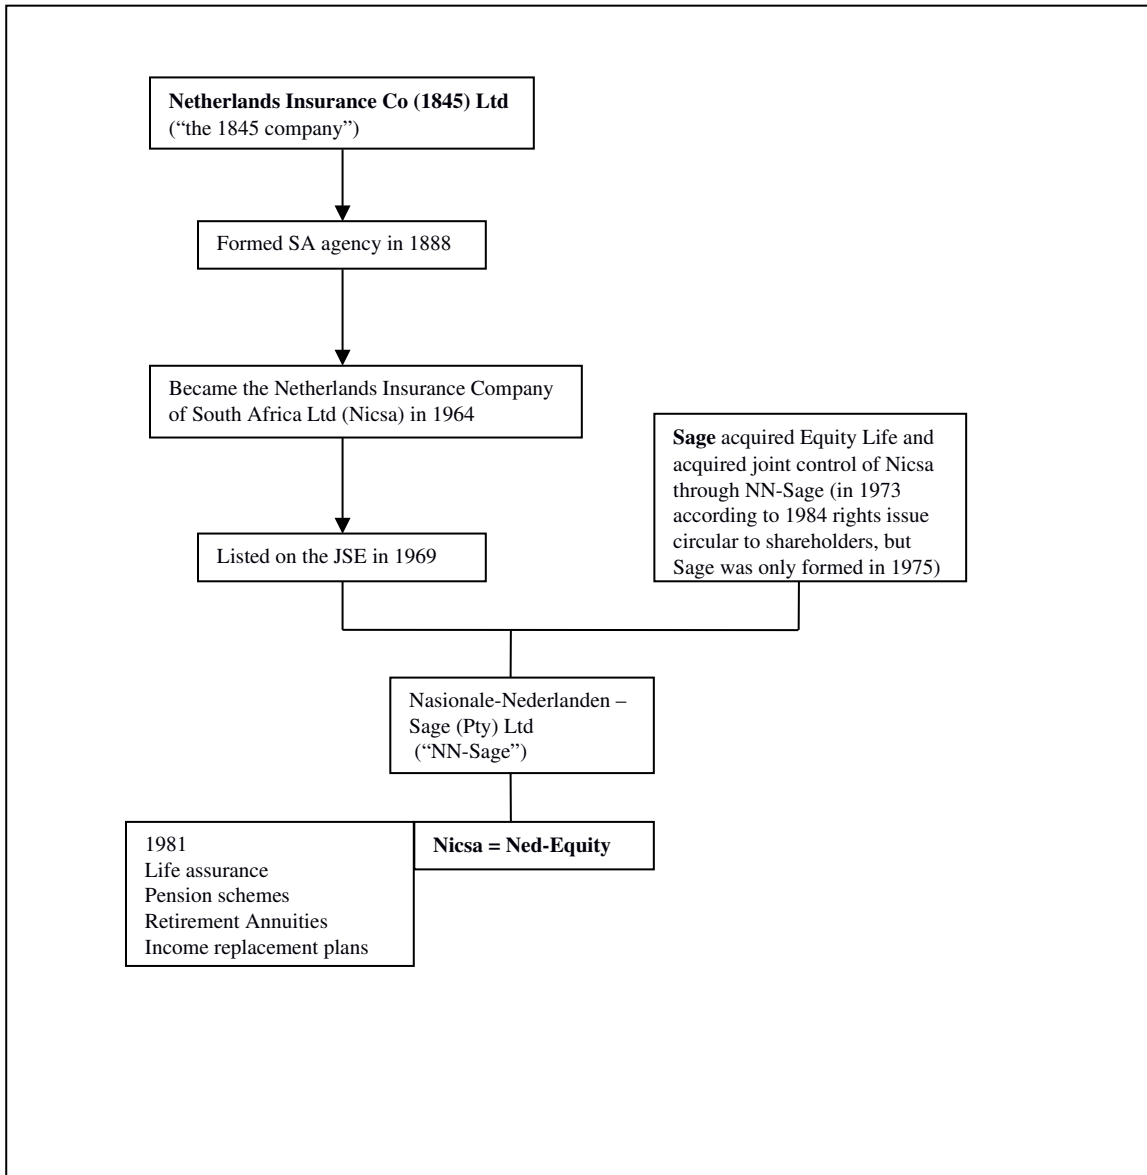 Netherlands Insurance Co (1845) Ltd
(“the 1845 company”)
Formed SA agency in 1888
Became the Netherlands Insurance Company
of South Africa Ltd (Nicsa) in 1964
Sage acquired Equity Life and
acquired joint control of Nicsa
through NN-Sage (in 1973
according to 1984 rights issue
circular to shareholders, but
Sage was only formed in 1975)
Listed on the JSE in 1969
Nasionale-Nederlanden –
Sage (Pty) Ltd
(“NN-Sage”)
Nicsa = Ned-Equity
1981
Life assurance
Pension schemes
Retirement Annuities
Income replacement plans